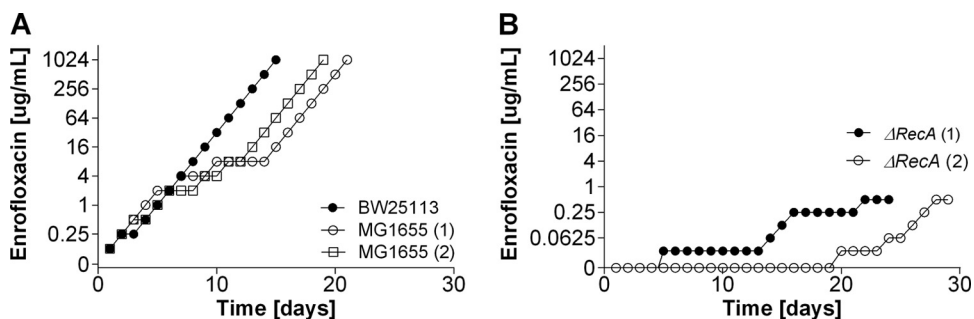 A
Enrofloxacin [ug/mL]
1024
256
64
16
4
1
0.25
0
0
10
20
30
Time [days]
BW25113
MG1655 (1)
MG1655 (2)
B
Enrofloxacin [ug/mL]
1024
256
64
16
4
1
0.25
0.0625
0
0
10
20
30
Time [days]
ΔRecA (1)
ΔRecA (2)